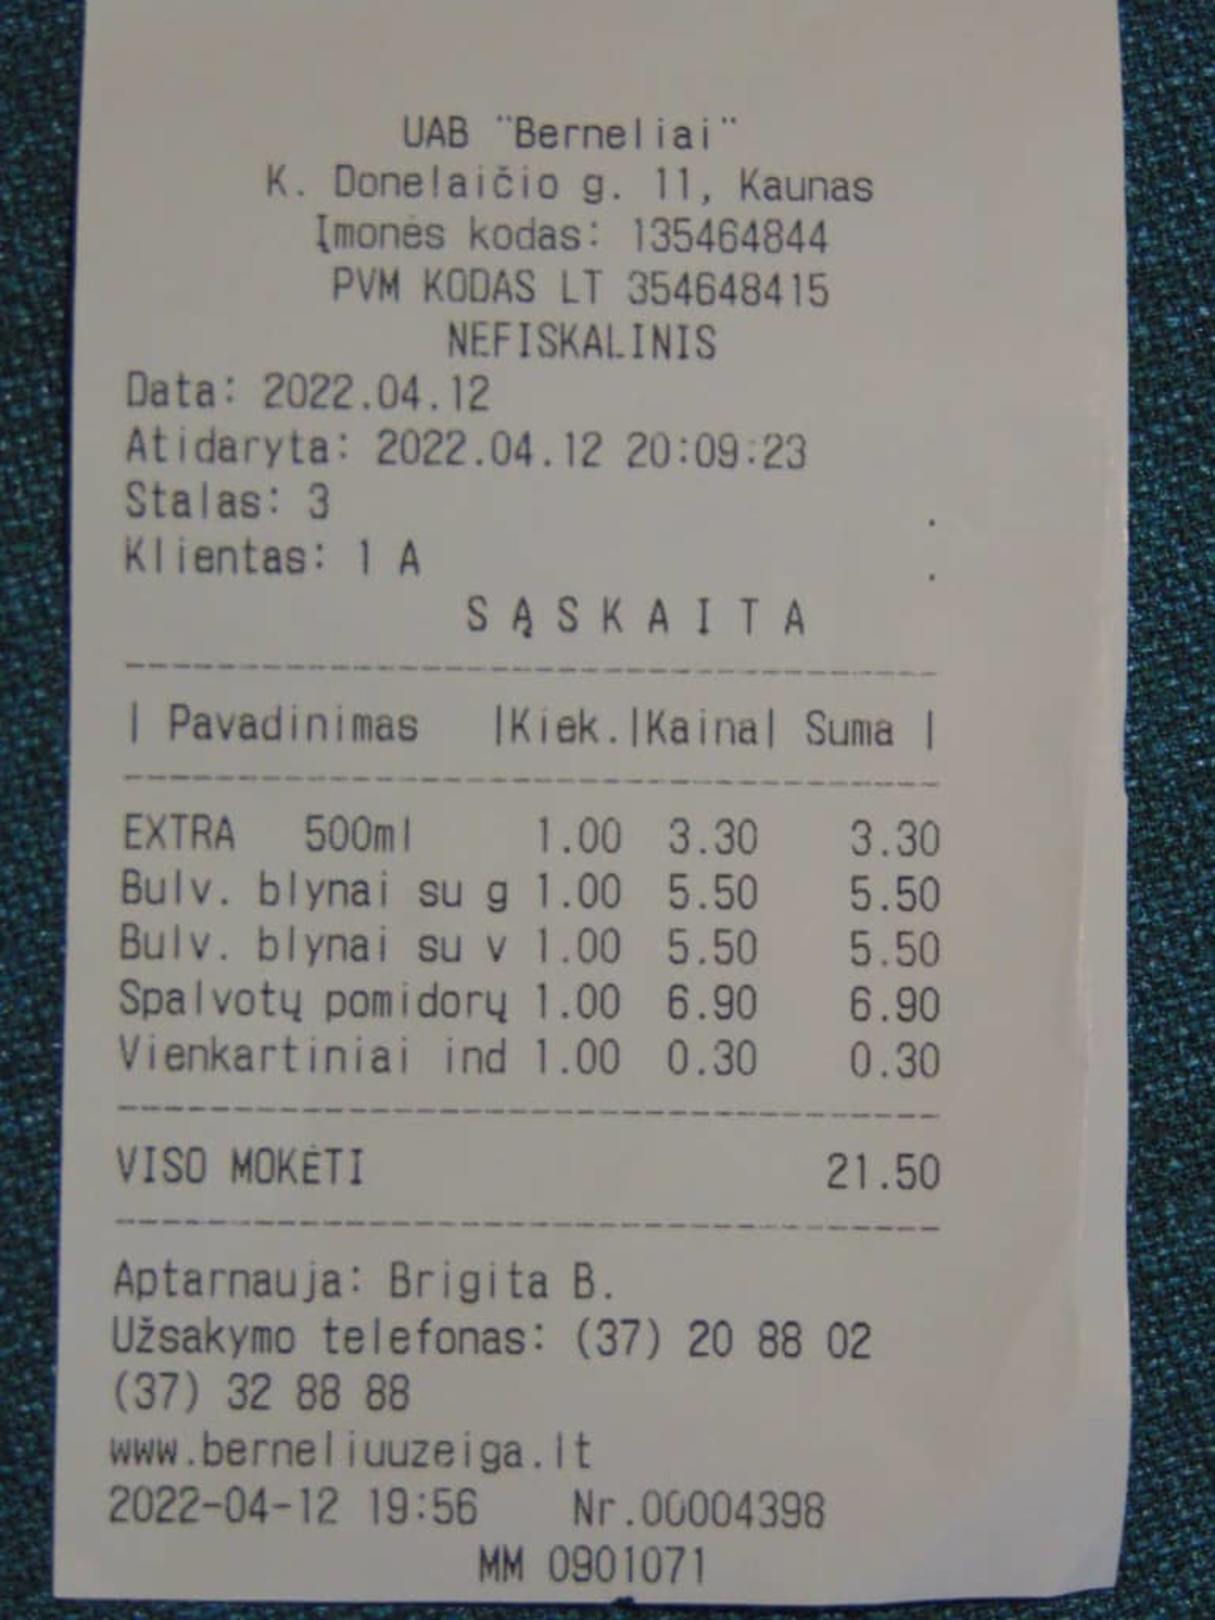 UAB "Berneliai"
K. Donelaičio g. 11, Kaunas
Įmonės kodas: 135464844
PVM KODAS LT 354648415
NEFISKALINIS
Data: 2022.04.12
Atidaryta: 2022.04.12 20:09:23
Stalas: 3
Klientas: 1 A
S Ą S K A I T A
| Pavadinimas |Kiek.|Kaina| Suma |
EXTRA 500ml 1.00 3.30 3.30
Bulv. blynai su g 1.00 5.50 5.50
Bulv. blynai su v 1.00 5.50 5.50
Spalvotų pomidorų 1.00 6.90 6.90
Vienkartiniai ind 1.00 0.30 0.30
VISO MOKĖTI 21.50
Aptarnauja: Brigita B.
Užsakymo telefonas: (37) 20 88 02
(37) 32 88 88
www.berneliuuzeiga.lt
2022-04-12 19:56 Nr.00004398
MM 0901071